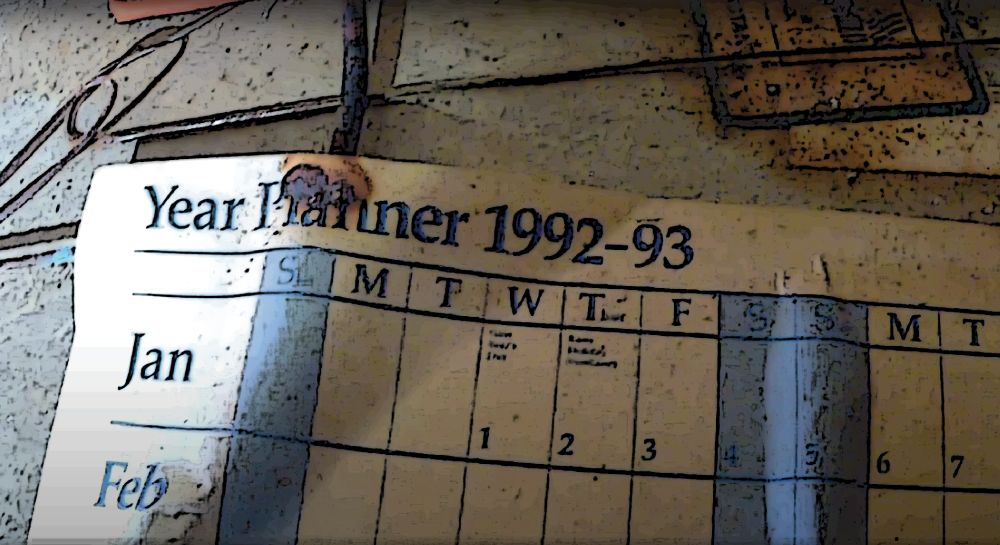 Year Planner 1992-93
S M T W T F S S M T
Jan
1 2 3 4 5 6 7
Feb